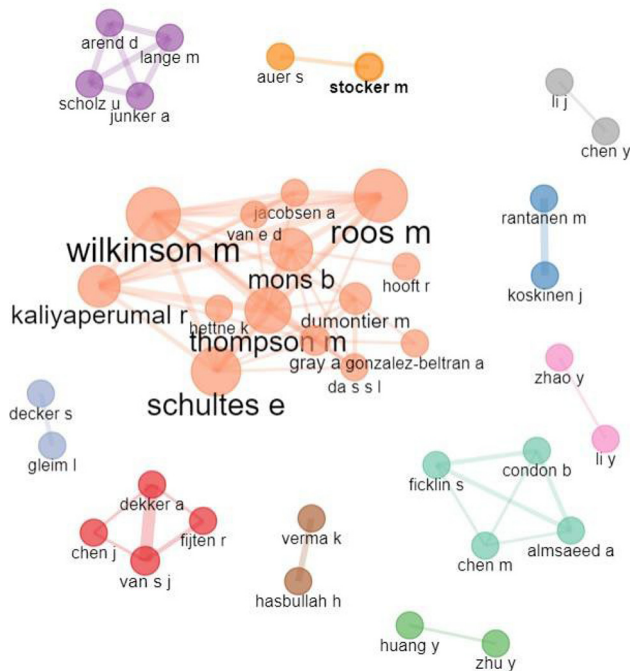 arend d
lange m
scholz u
junker a
auer s
stocker m
li j
chen y
jacobsen a
van e d
roos m
wilkinson m
rantanen m
mons b
hooft r
koskinen j
kaliyaperumal r
hettne k
dumontier m
thompson m
gray a
gonzalez-beltran a
da s s l
schultes e
zhao y
li y
decker s
gleim l
ficklin s
condon b
dekker a
fijten r
chen j
van s j
verma k
hasbullah h
chen m
almsaeed a
huang y
zhu y